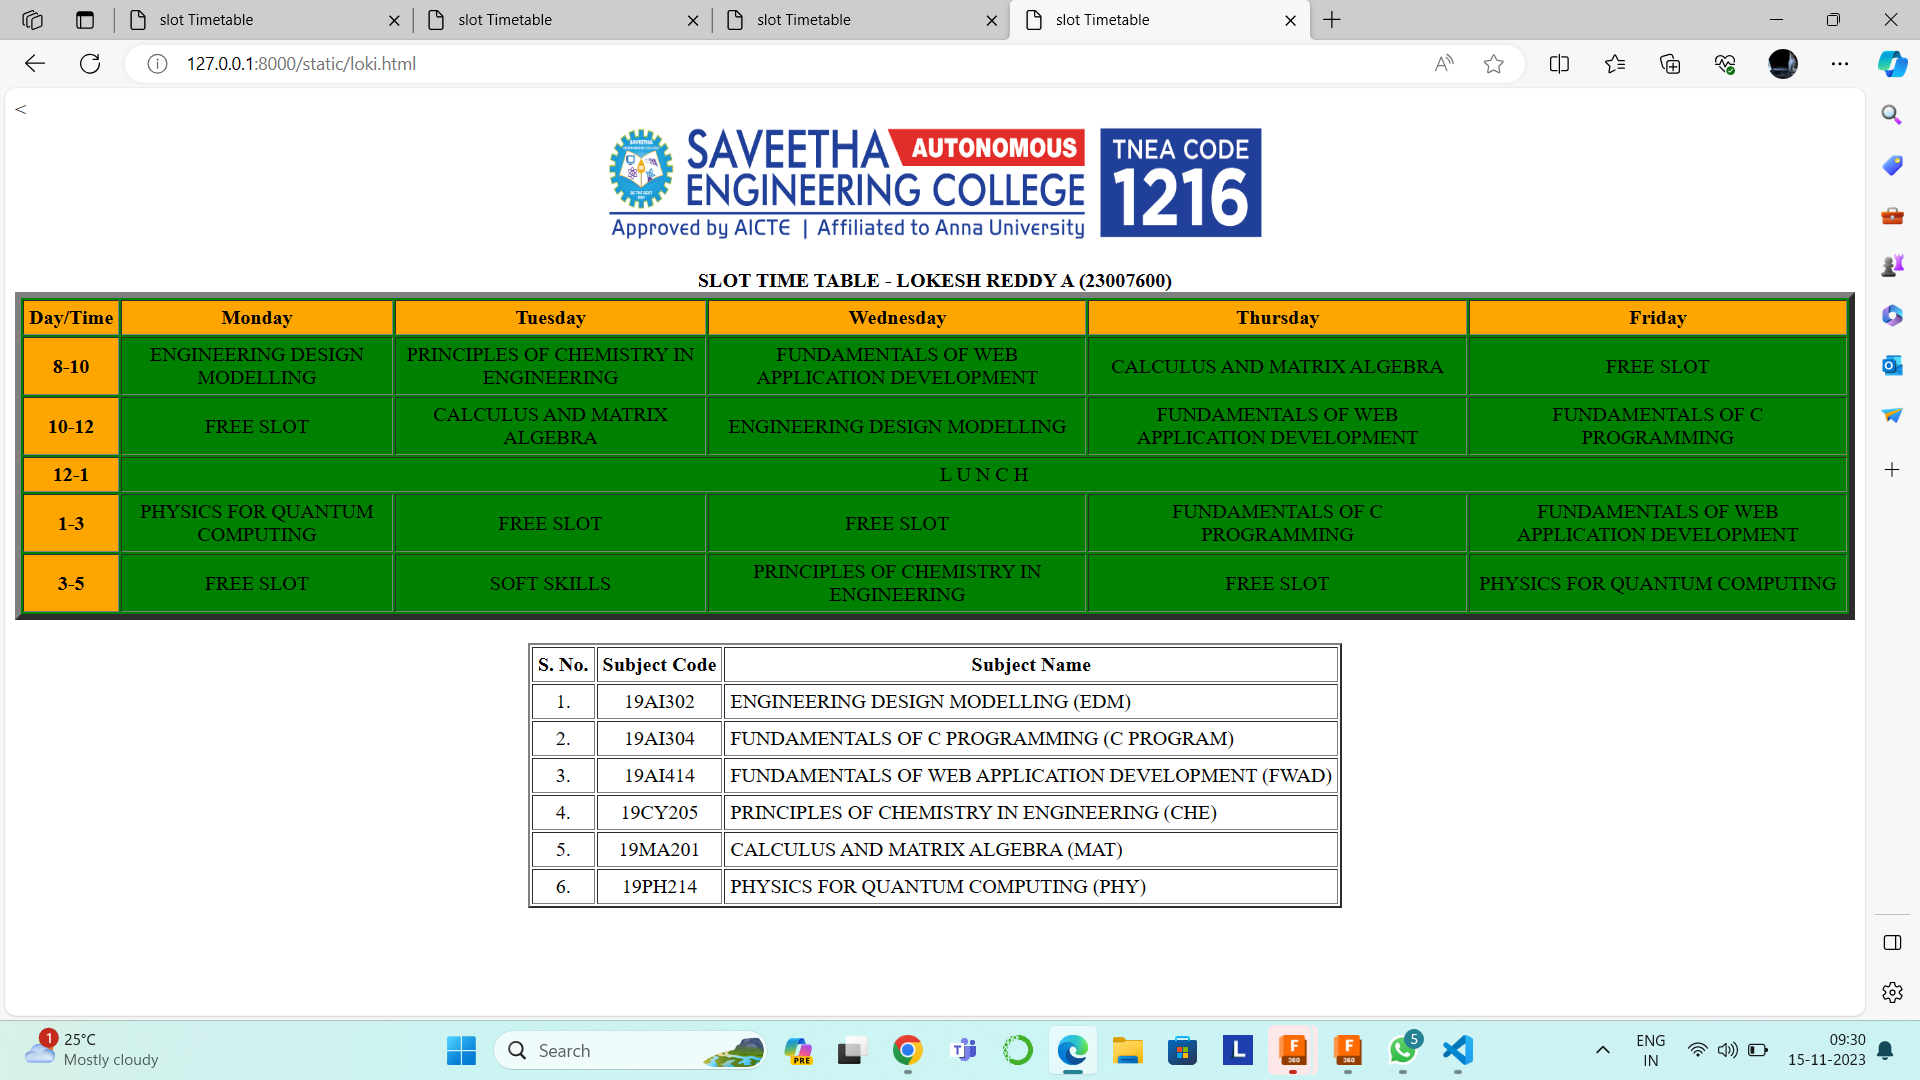 slot Timetable
slot Timetable
slot Timetable
slot Timetable
127.0.0.1:8000/static/loki.html
<
SAVEETHA AUTONOMOUS
ENGINEERING COLLEGE
Approved by AICTE | Affiliated to Anna University
TNEA CODE
1216
SLOT TIME TABLE - LOKESH REDDY A (23007600)
Day/Time Monday Tuesday Wednesday Thursday Friday
8-10 ENGINEERING DESIGN MODELLING PRINCIPLES OF CHEMISTRY IN ENGINEERING FUNDAMENTALS OF WEB APPLICATION DEVELOPMENT CALCULUS AND MATRIX ALGEBRA FREE SLOT
10-12 FREE SLOT CALCULUS AND MATRIX ALGEBRA ENGINEERING DESIGN MODELLING FUNDAMENTALS OF WEB APPLICATION DEVELOPMENT FUNDAMENTALS OF C PROGRAMMING
12-1 L U N C H
1-3 PHYSICS FOR QUANTUM COMPUTING FREE SLOT FREE SLOT FUNDAMENTALS OF C PROGRAMMING FUNDAMENTALS OF WEB APPLICATION DEVELOPMENT
3-5 FREE SLOT SOFT SKILLS PRINCIPLES OF CHEMISTRY IN ENGINEERING FREE SLOT PHYSICS FOR QUANTUM COMPUTING
S. No. Subject Code Subject Name
1. 19AI302 ENGINEERING DESIGN MODELLING (EDM)
2. 19AI304 FUNDAMENTALS OF C PROGRAMMING (C PROGRAM)
3. 19AI414 FUNDAMENTALS OF WEB APPLICATION DEVELOPMENT (FWAD)
4. 19CY205 PRINCIPLES OF CHEMISTRY IN ENGINEERING (CHE)
5. 19MA201 CALCULUS AND MATRIX ALGEBRA (MAT)
6. 19PH214 PHYSICS FOR QUANTUM COMPUTING (PHY)
1
25°C
Mostly cloudy
Search
PRE
L
F
360
F
360
5
ENG
IN
09:30
15-11-2023